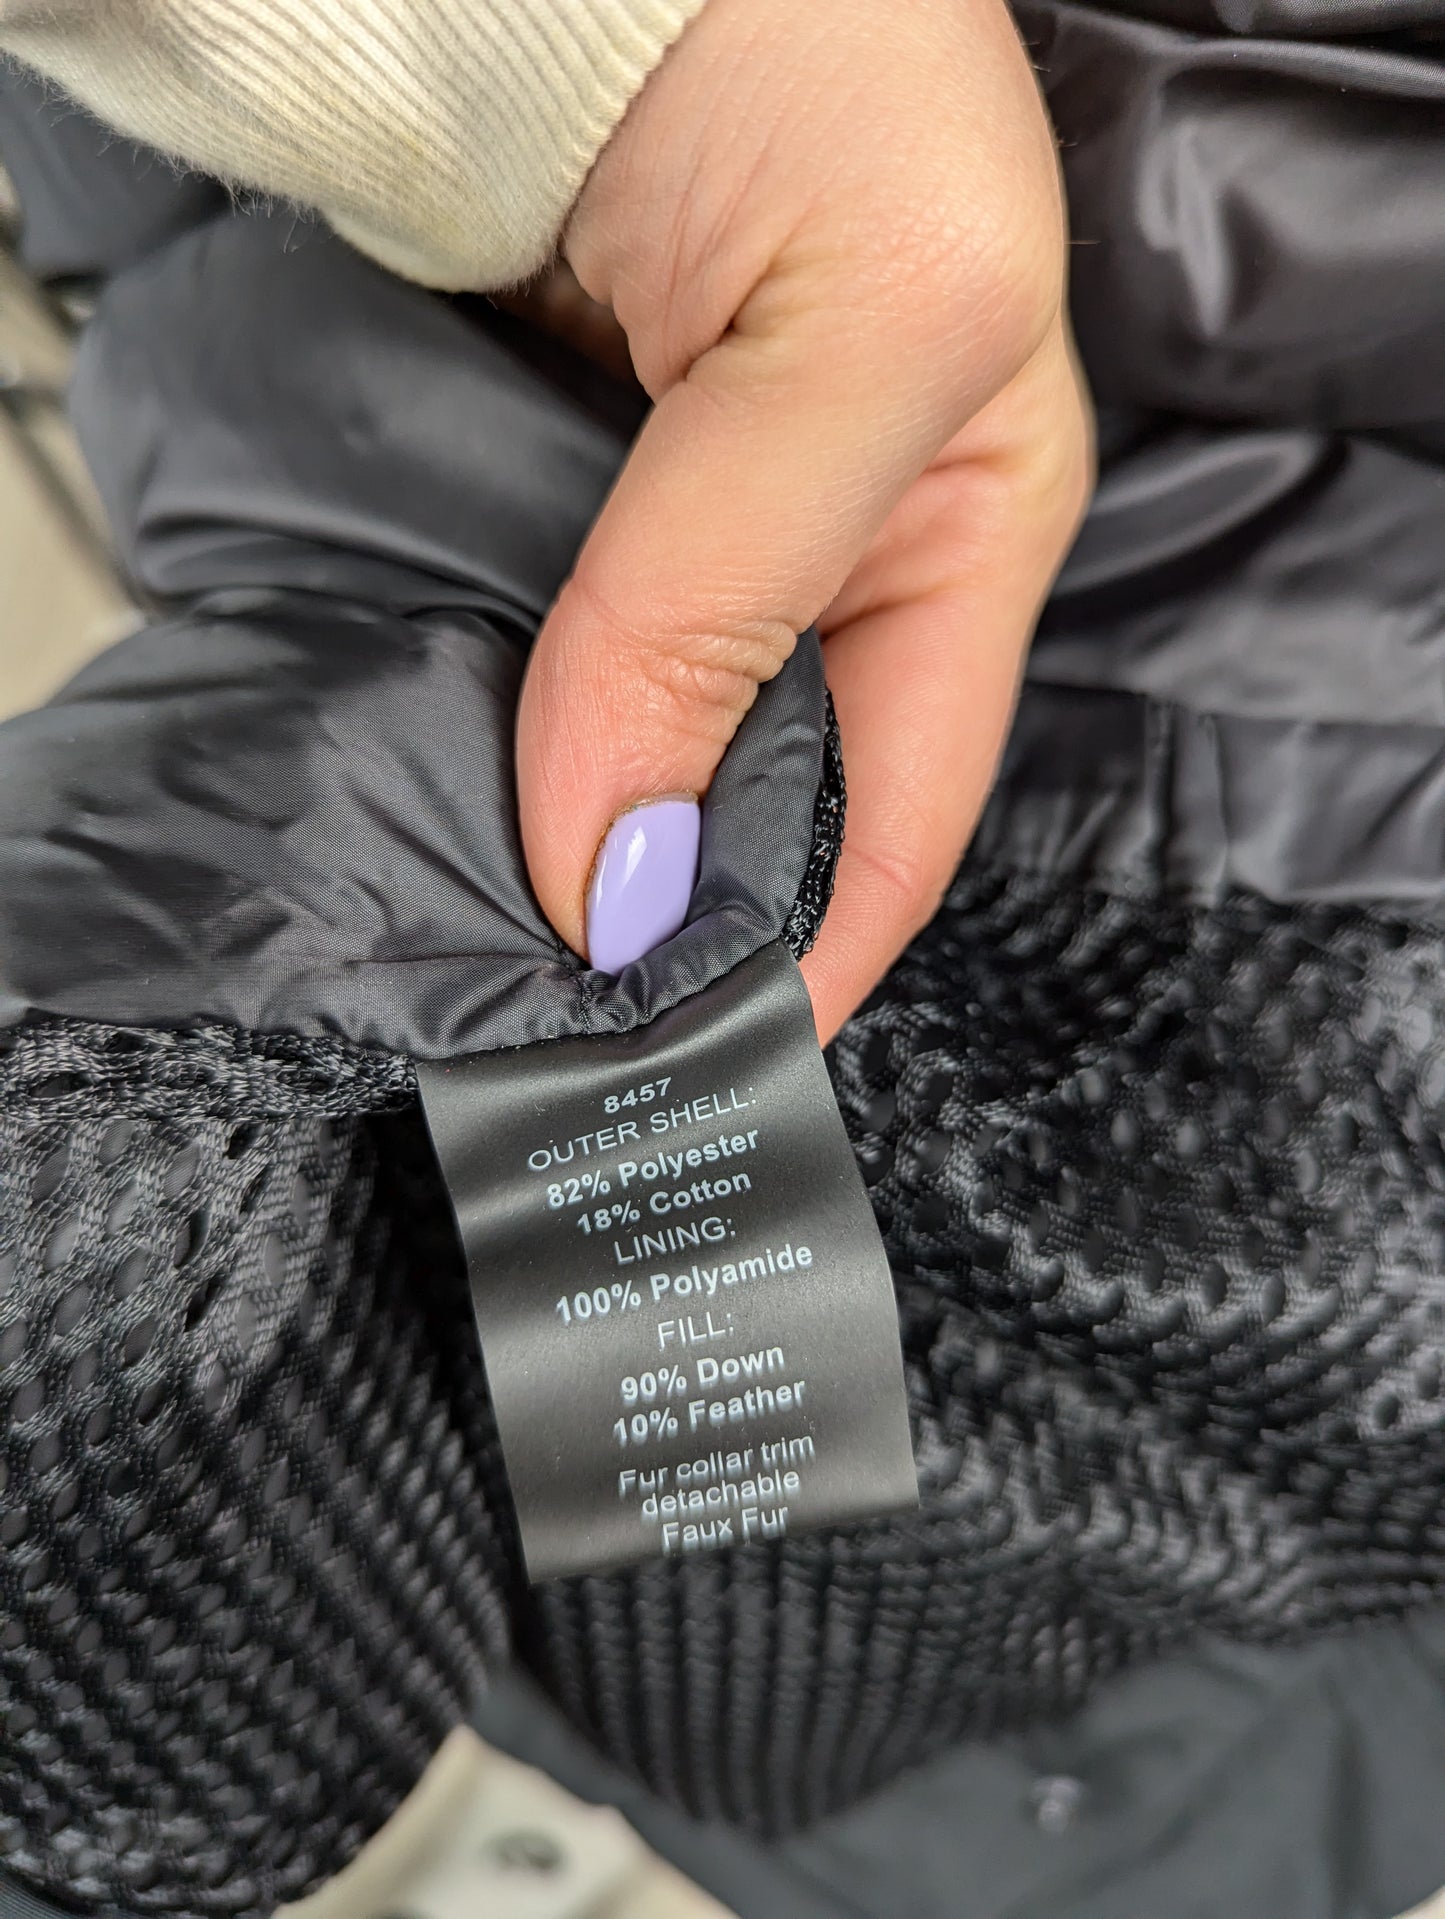 8457
OUTER SHELL:
82% Polyester
18% Cotton
LINING:
100% Polyamide
FILL:
90% Down
10% Feather
Fur collar trim
detachable
Faux Fur